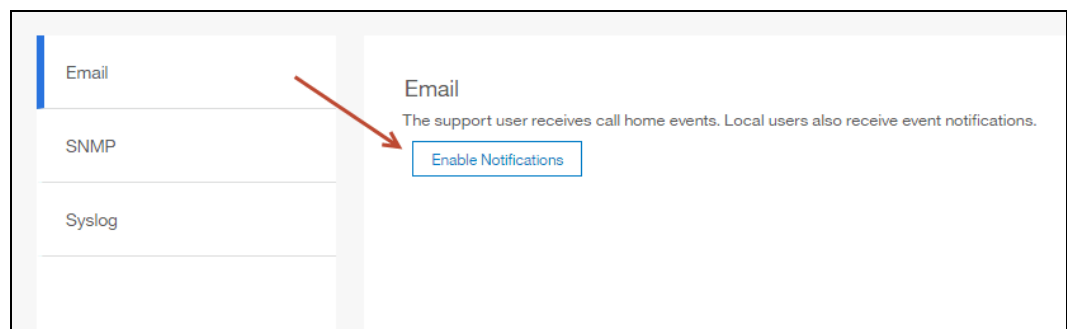 Email
SNMP
Syslog
Email
The support user receives call home events. Local users also receive event notifications.
Enable Notifications